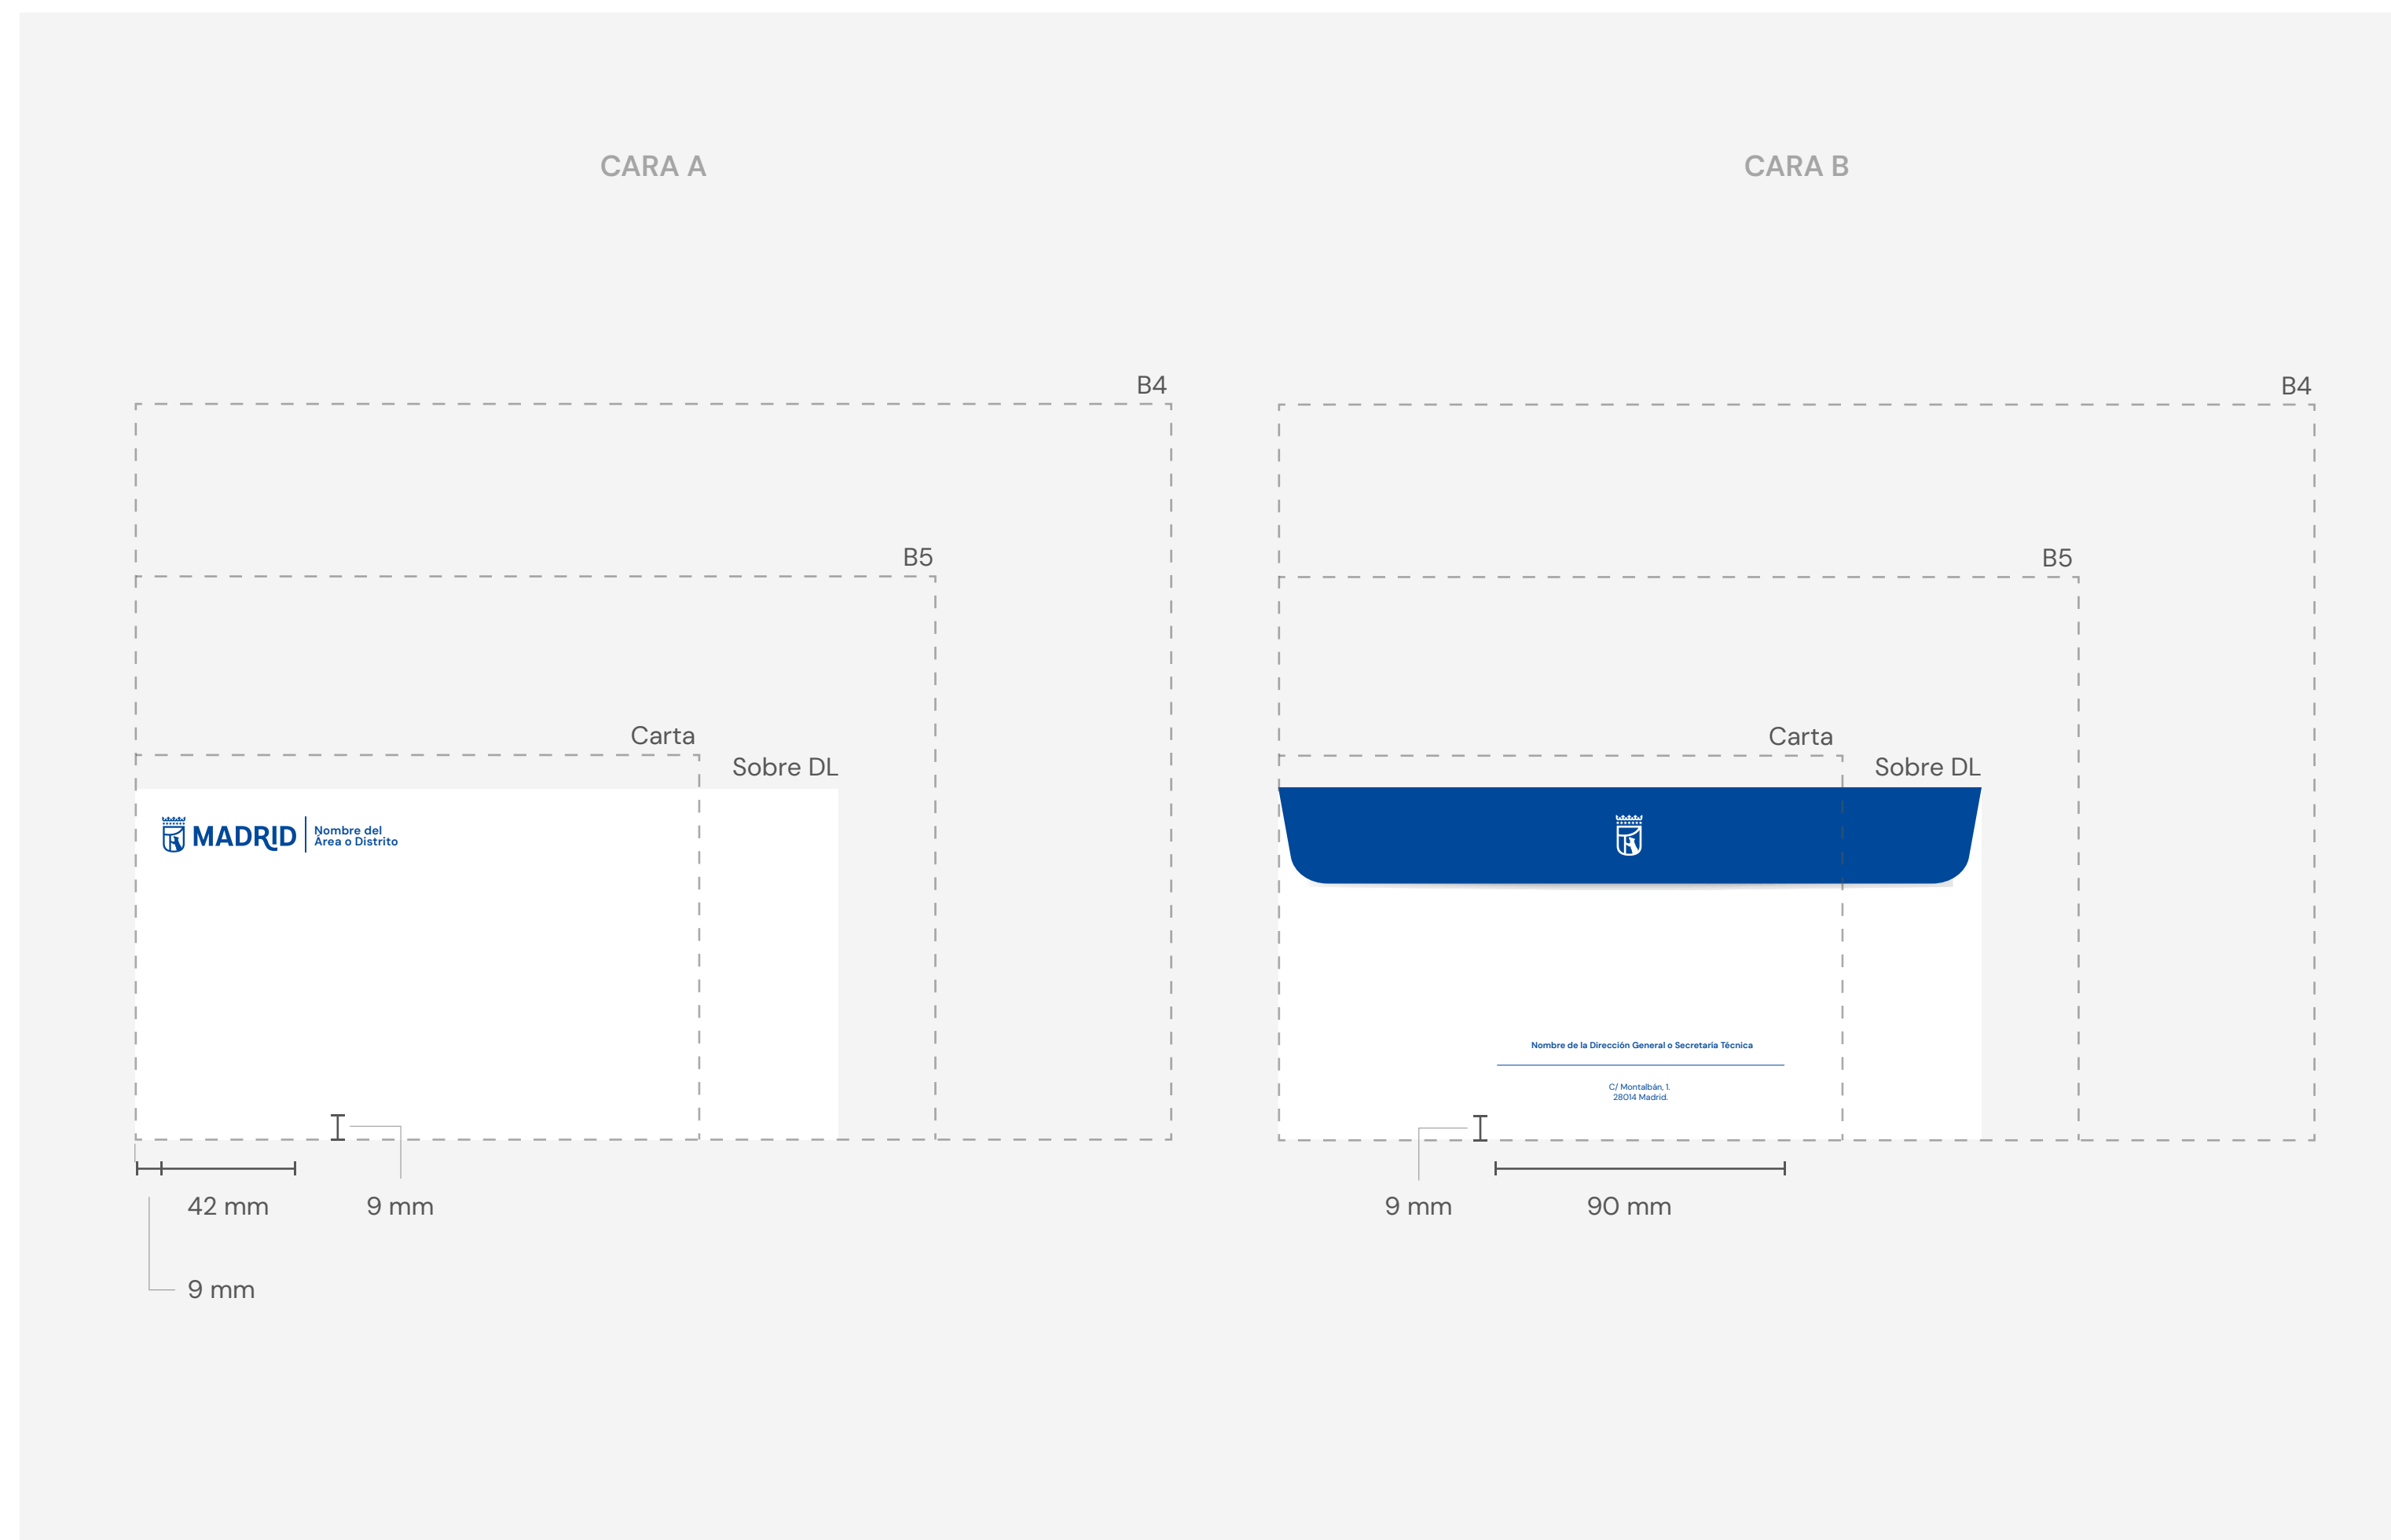 CARA A
CARA B
B4
B5
Carta
Sobre DL
MADRID
Nombre del
Área o Distrito
42 mm
9 mm
9 mm
B4
B5
Carta
Sobre DL
Nombre de la Dirección General o Secretaría Técnica
C/ Montalbán, 1.
28014 Madrid.
9 mm
90 mm